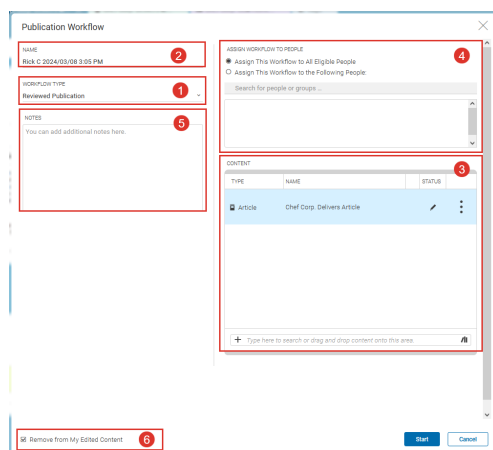 Publication Workflow
NAME
2
Rick C 2024/03/08 3:05 PM
WORKFLOW TYPE
1
Reviewed Publication
NOTES
5
You can add additional notes here.
ASSIGN WORKFLOW TO PEOPLE
4
Assign This Workflow to All Eligible People
Assign This Workflow to the Following People:
Search for people or groups ...
CONTENT
3
TYPE NAME STATUS
Article Chef Corp. Delivers Article
Type here to search or drag and drop content onto this area.
Remove from My Edited Content 6
Start Cancel